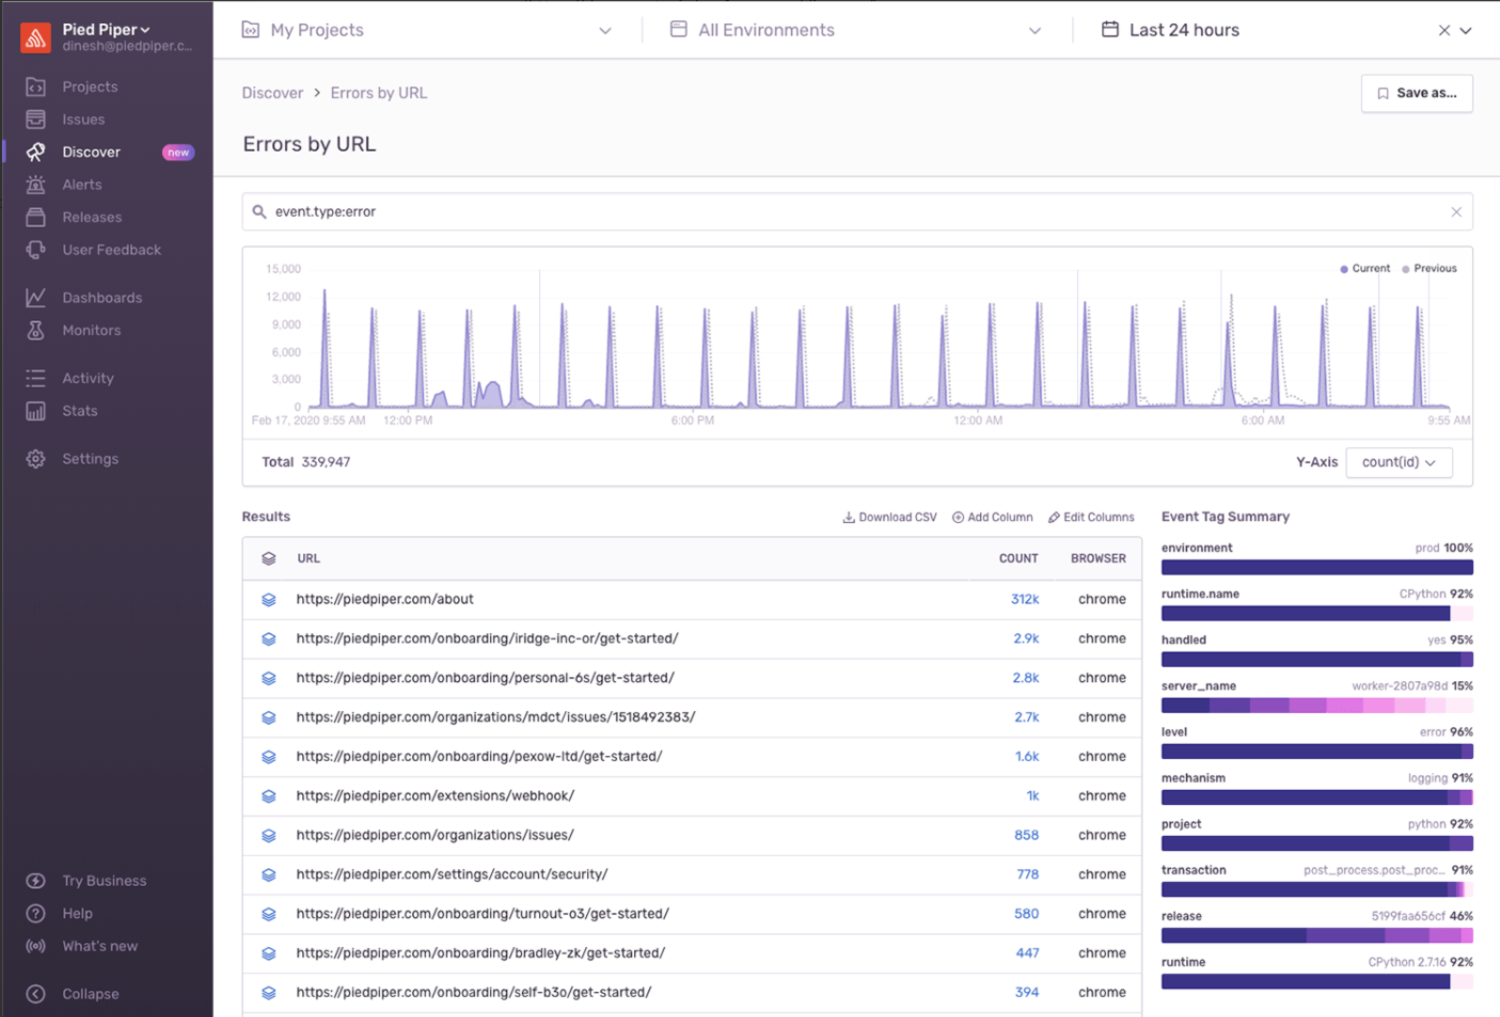 Pied Piper
dinesh@piedpiper.c...
Projects
Issues
Discover new
Alerts
Releases
User Feedback
Dashboards
Monitors
Activity
Stats
Settings
Try Business
Help
What's new
Collapse
My Projects
All Environments
Last 24 hours
Discover > Errors by URL
Save as...
Errors by URL
event.type:error
Current Previous
15,000
12,000
9,000
6,000
3,000
0
Feb 17, 2020 9:55 AM 12:00 PM 6:00 PM 12:00 AM 6:00 AM 9:55 AM
Total 339,947
Y-Axis count(id)
Results
Download CSV Add Column Edit Columns
URL COUNT BROWSER
https://piedpiper.com/about 312k chrome
https://piedpiper.com/onboarding/iridge-inc-or/get-started/ 2.9k chrome
https://piedpiper.com/onboarding/personal-6s/get-started/ 2.8k chrome
https://piedpiper.com/organizations/mdct/issues/1518492383/ 2.7k chrome
https://piedpiper.com/onboarding/pexow-ltd/get-started/ 1.6k chrome
https://piedpiper.com/extensions/webhook/ 1k chrome
https://piedpiper.com/organizations/issues/ 858 chrome
https://piedpiper.com/settings/account/security/ 778 chrome
https://piedpiper.com/onboarding/turnout-o3/get-started/ 580 chrome
https://piedpiper.com/onboarding/bradley-zk/get-started/ 447 chrome
https://piedpiper.com/onboarding/self-b3o/get-started/ 394 chrome
Event Tag Summary
environment prod 100%
runtime.name CPython 92%
handled yes 95%
server_name worker-2807a98d 15%
level error 96%
mechanism logging 91%
project python 92%
transaction post_process.post_proc... 91%
release 5199faa656cf 46%
runtime CPython 2.7.16 92%